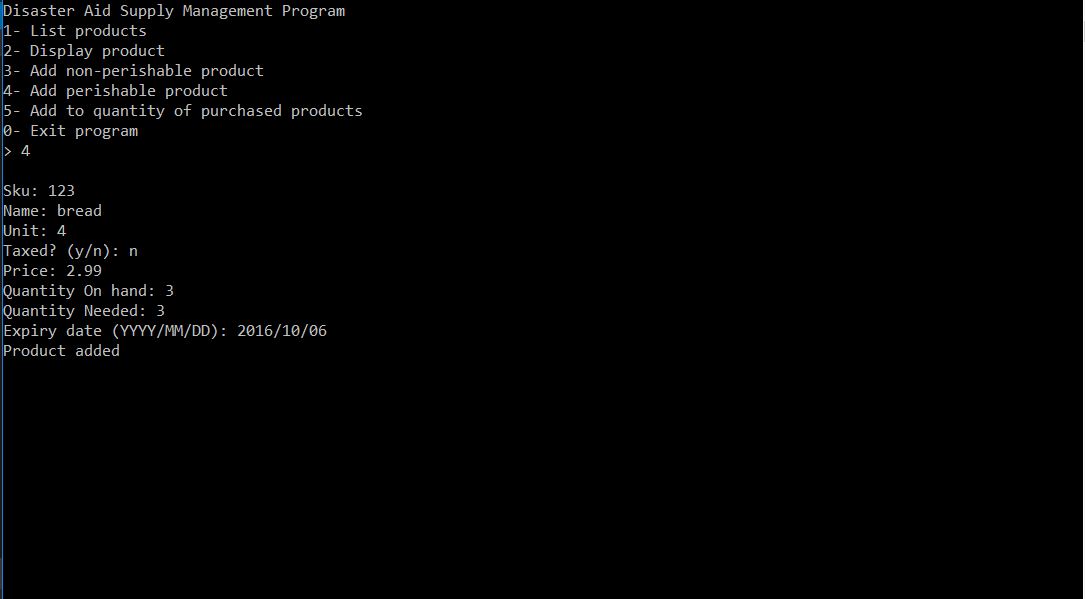 Disaster Aid Supply Management Program
1- List products
2- Display product
3- Add non-perishable product
4- Add perishable product
5- Add to quantity of purchased products
0- Exit program
> 4
Sku: 123
Name: bread
Unit: 4
Taxed? (y/n): n
Price: 2.99
Quantity On hand: 3
Quantity Needed: 3
Expiry date (YYYY/MM/DD): 2016/10/06
Product added